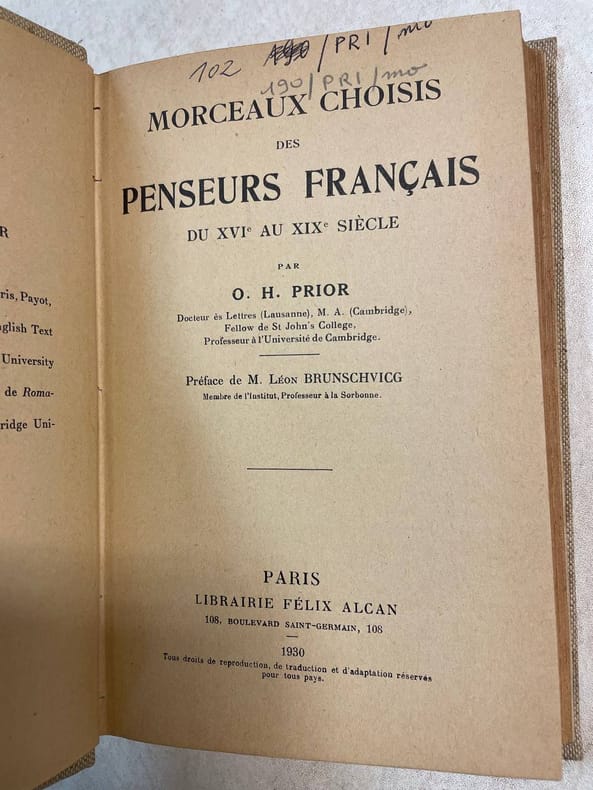 R
ris, Payot,
nglish Text
University
de Roma-
ridge Uni-
102 190/PRI/mo
190/PRI/mo
MORCEAUX CHOISIS
DES
PENSEURS FRANÇAIS
DU XVIe AU XIXe SIÈCLE
PAR
O. H. PRIOR
Docteur ès Lettres (Lausanne), M. A. (Cambridge),
Fellow de St John's College,
Professeur à l'Université de Cambridge.
Préface de M. LÉON BRUNSCHVICG
Membre de l'Institut, Professeur à la Sorbonne.
PARIS
LIBRAIRIE FÉLIX ALCAN
108, BOULEVARD SAINT-GERMAIN, 108
1930
Tous droits de reproduction, de traduction et d'adaptation réservés
pour tous pays.